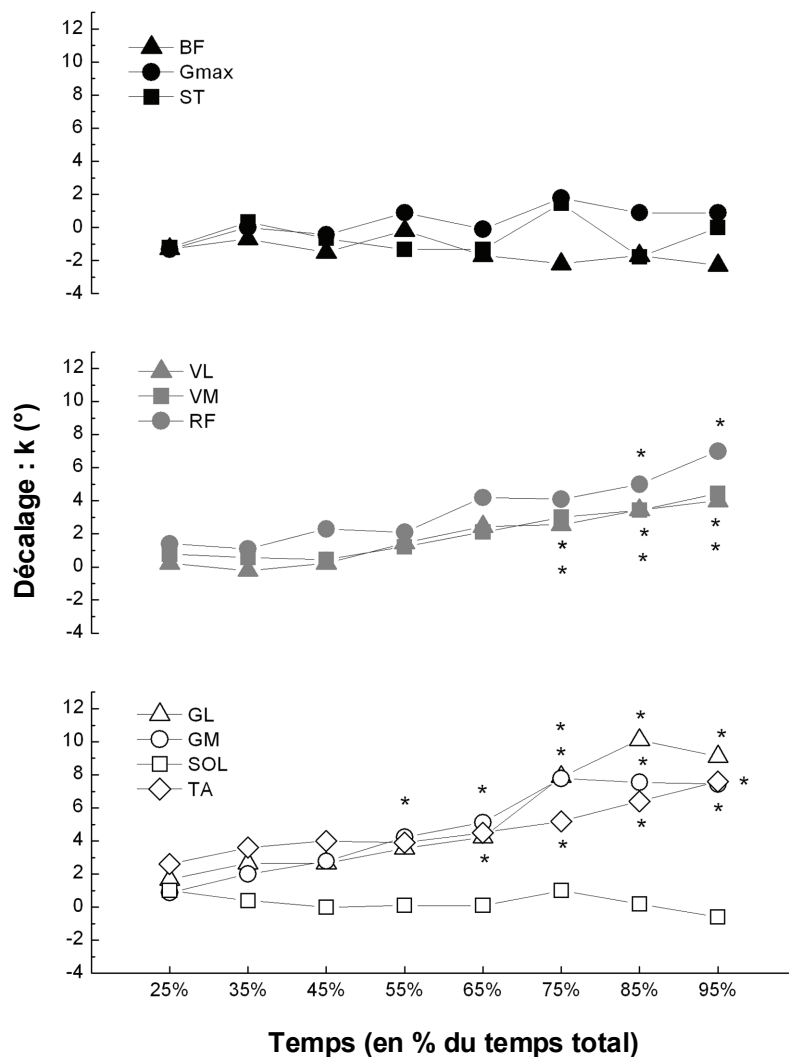 12
10
8
6
4
2
0
-2
-4
BF
Gmax
ST
12
10
8
6
4
2
0
-2
-4
VL
VM
RF
* *
* * *
* * *
Décalage : k (°)
12
10
8
6
4
2
0
-2
-4
GL
GM
SOL
TA
* * *
* * * * *
* * * *
25% 35% 45% 55% 65% 75% 85% 95%
Temps (en % du temps total)